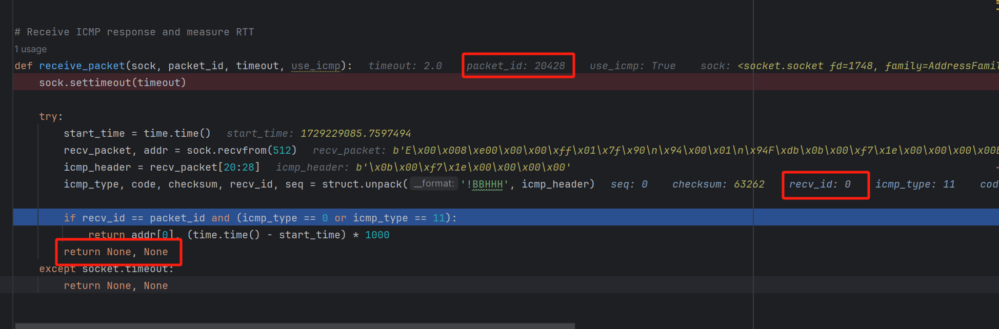 # Receive ICMP response and measure RTT
1 usage
def receive_packet(sock, packet_id, timeout, use_icmp): timeout: 2.0 packet_id: 20428 use_icmp: True sock: <socket.socket fd=1748, family=AddressFamil
sock.settimeout(timeout)
try:
start_time = time.time() start_time: 1729229085.7597494
recv_packet, addr = sock.recvfrom(512) recv_packet: b'E\x00\x008\xe00\x00\x00\xff\x01\x7f\x90\n\x94\x00\x01\n\x94F\xdb\x0b\x00\xf7\x1e\x00\x00\x00\x00E
icmp_header = recv_packet[20:28] icmp_header: b'\x0b\x00\xf7\x1e\x00\x00\x00\x00'
icmp_type, code, checksum, recv_id, seq = struct.unpack( __format: '!BBHHH', icmp_header) seq: 0 checksum: 63262 recv_id: 0 icmp_type: 11 cod
if recv_id == packet_id and (icmp_type == 0 or icmp_type == 11):
return addr[0], (time.time() - start_time) * 1000
return None, None
except socket.timeout:
return None, None